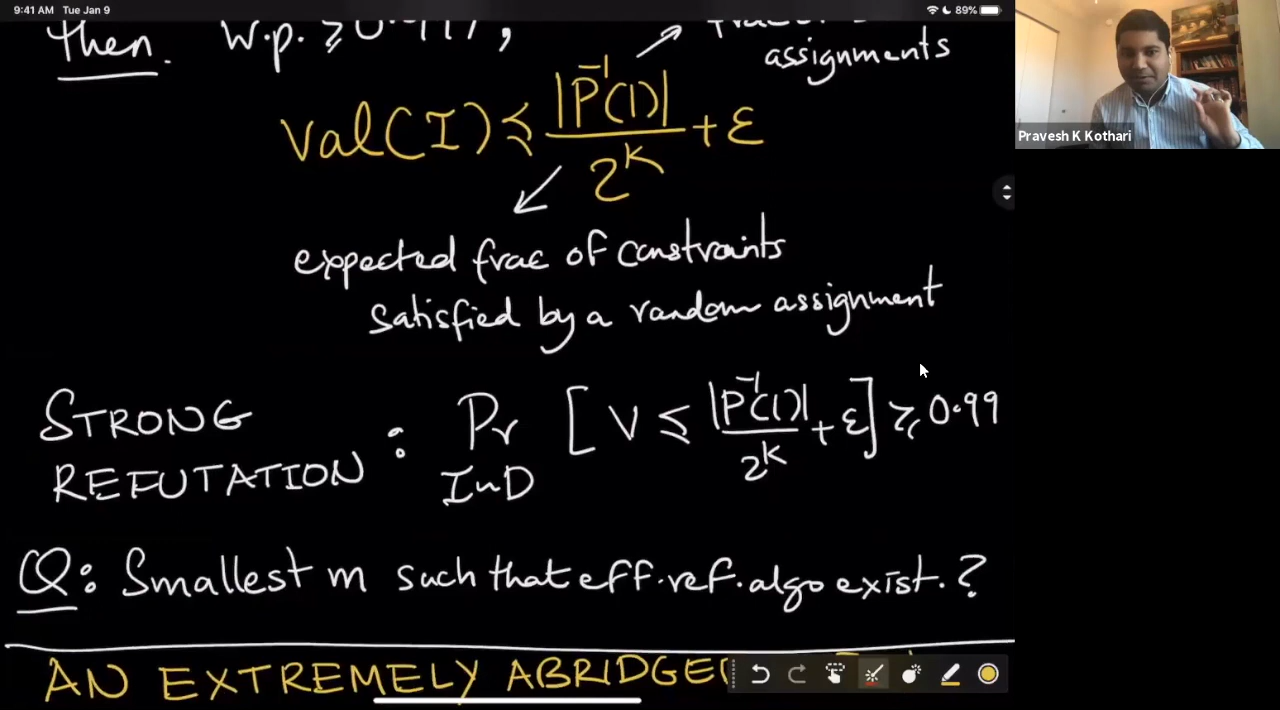 9:41 AM Tue Jan 9
89%
then. W.p. ≥
assignments
Val(I) ≤ |P⁻¹(1)| / 2^k + ε
expected frac of constraints
satisfied by a random assignment
STRONG REFUTATION : Pr_{I~D} [V ≤ |P⁻¹(1)| / 2^k + ε] ≥ 0.99
Q: Smallest m such that eff. ref. algo exist.?
AN EXTREMELY ABRIDGED
Pravesh K Kothari